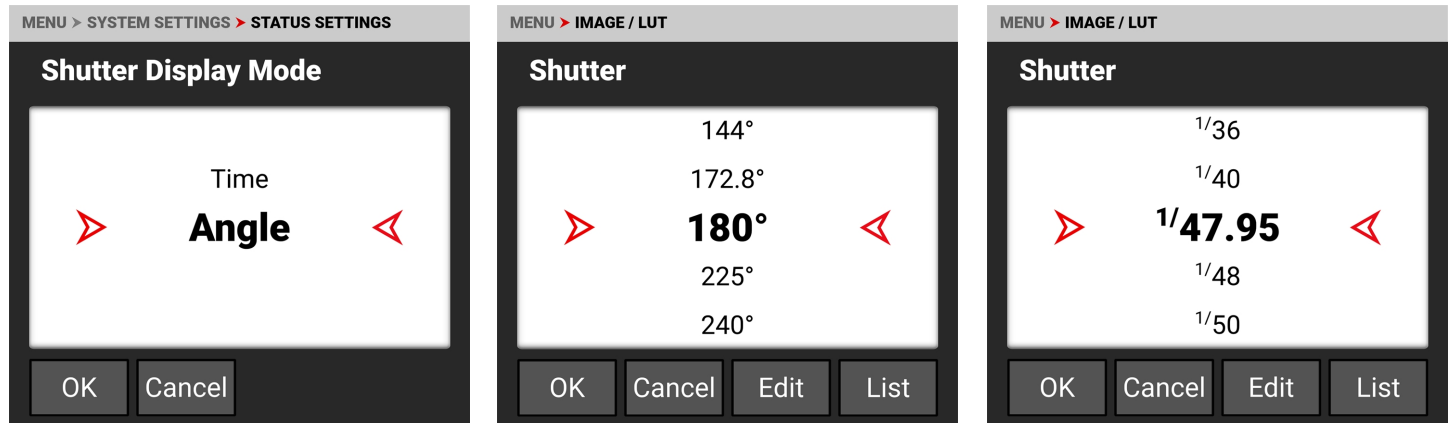 MENU > SYSTEM SETTINGS > STATUS SETTINGS
Shutter Display Mode
Time
Angle
OK
Cancel
MENU > IMAGE / LUT
Shutter
144°
172.8°
180°
225°
240°
OK
Cancel
Edit
List
MENU > IMAGE / LUT
Shutter
1/36
1/40
1/47.95
1/48
1/50
OK
Cancel
Edit
List